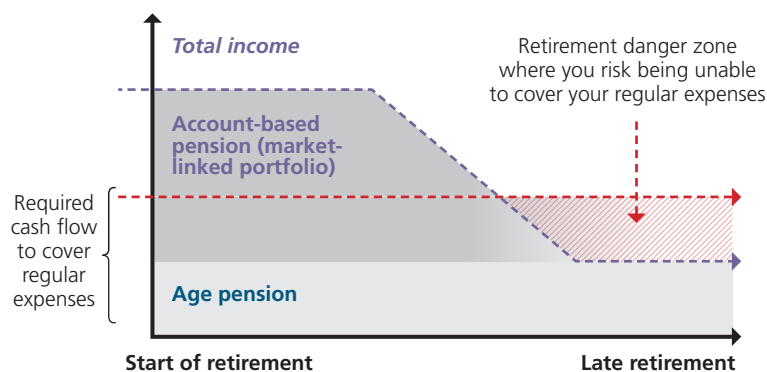 Total income
Retirement danger zone
where you risk being unable
to cover your regular expenses
Account-based
pension (market-
linked portfolio)
Required
cash flow
to cover
regular
expenses
Age pension
Start of retirement
Late retirement